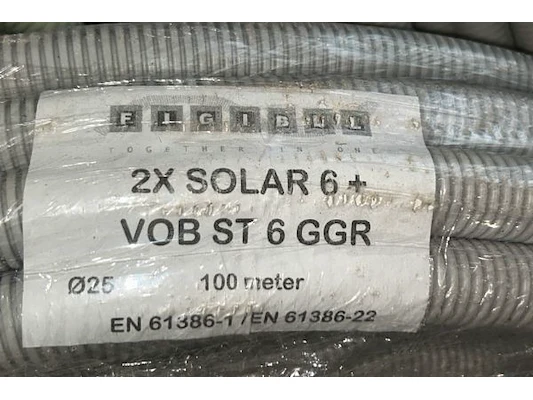 FLGIBUL
TOGETHER IN ONE
2X SOLAR 6 +
VOB ST 6 GGR
Ø25 100 meter
EN 61386-1 / EN 61386-22